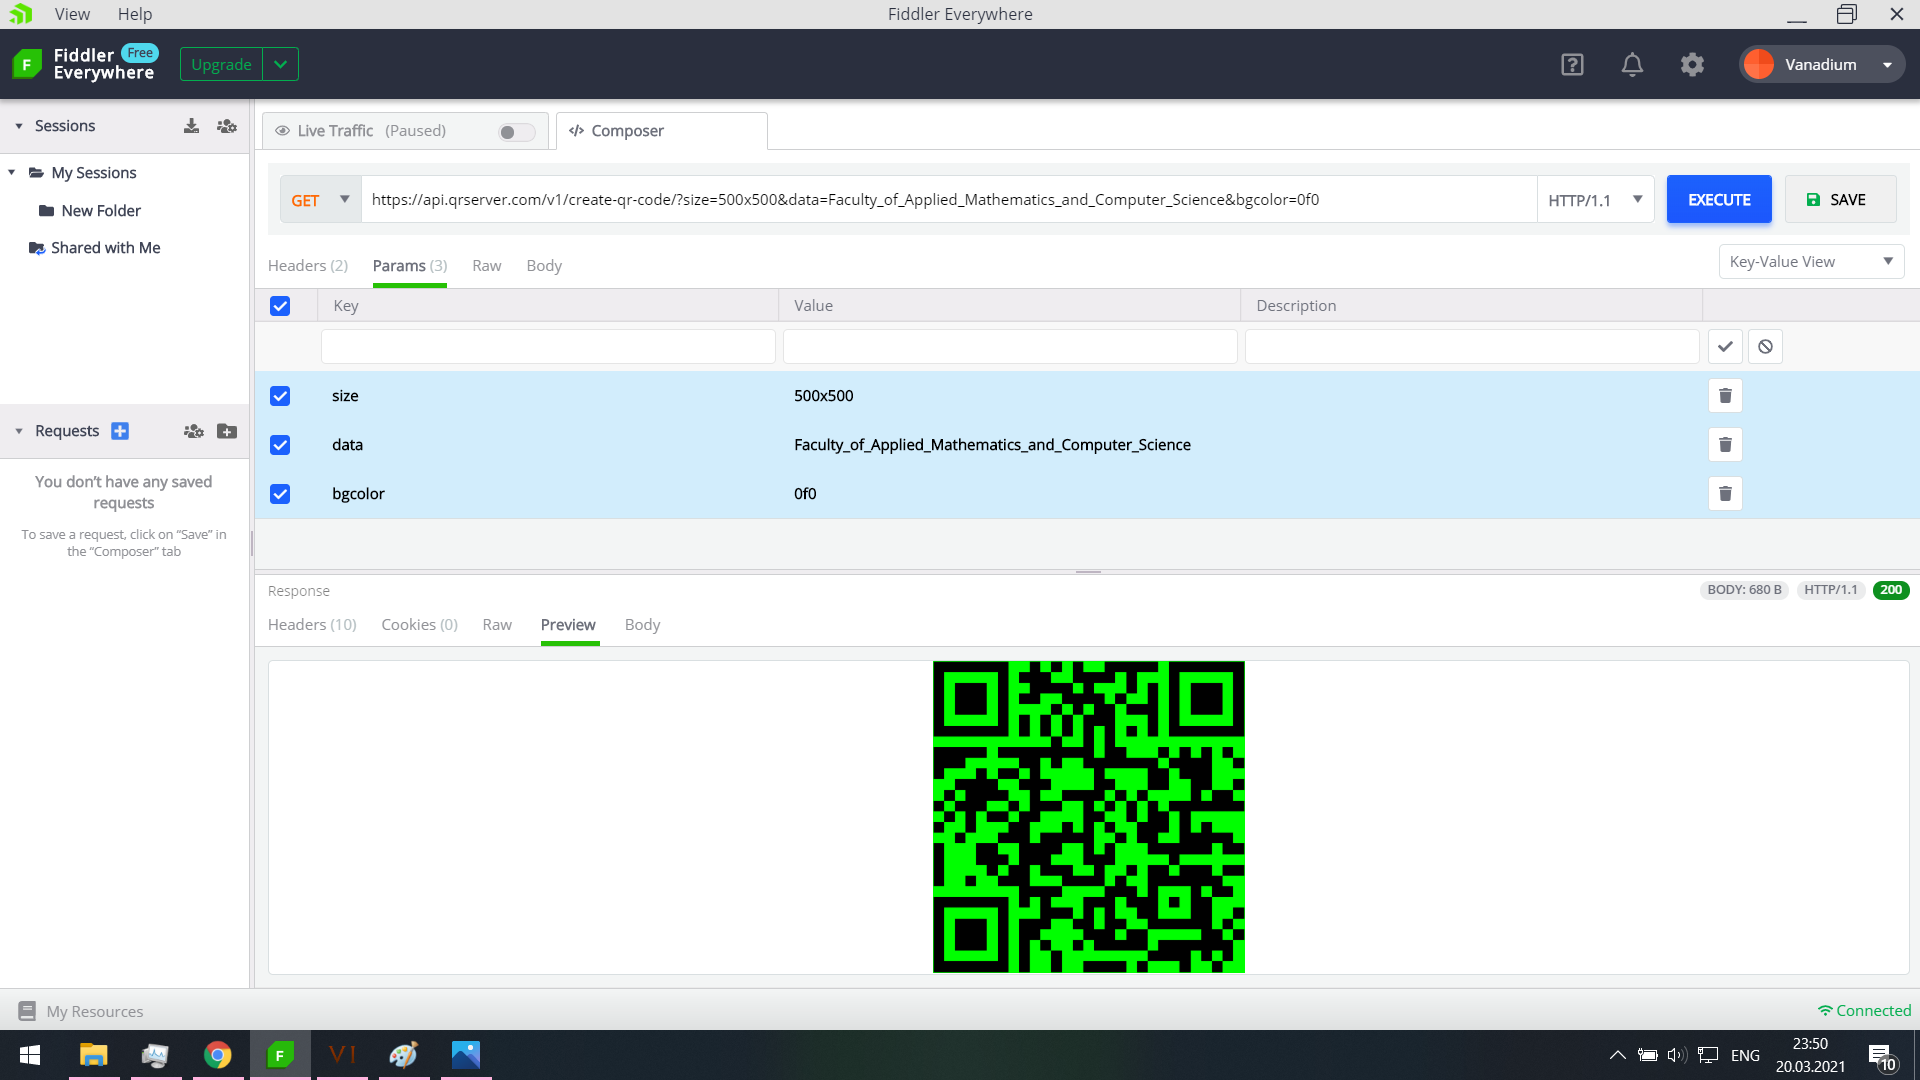 View Help Fiddler Everywhere
Fiddler Free
Everywhere
Upgrade
Vanadium
Sessions
My Sessions
New Folder
Shared with Me
Requests
You don't have any saved
requests
To save a request, click on “Save” in
the “Composer” tab
Live Traffic (Paused)
Composer
GET https://api.qrserver.com/v1/create-qr-code/?size=500x500&data=Faculty_of_Applied_Mathematics_and_Computer_Science&bgcolor=0f0 HTTP/1.1 EXECUTE SAVE
Headers (2) Params (3) Raw Body Key-Value View
Key Value Description
size 500x500
data Faculty_of_Applied_Mathematics_and_Computer_Science
bgcolor 0f0
Response BODY: 680 B HTTP/1.1 200
Headers (10) Cookies (0) Raw Preview Body
My Resources Connected
F VI ENG
23:50
20.03.2021
10